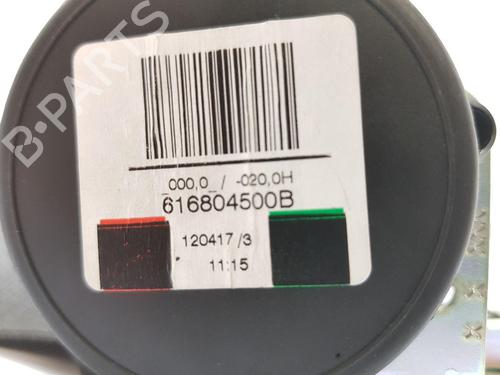 B-PARTS
_000,0_ / -020,0H
616804500B
120417 /3
11:15